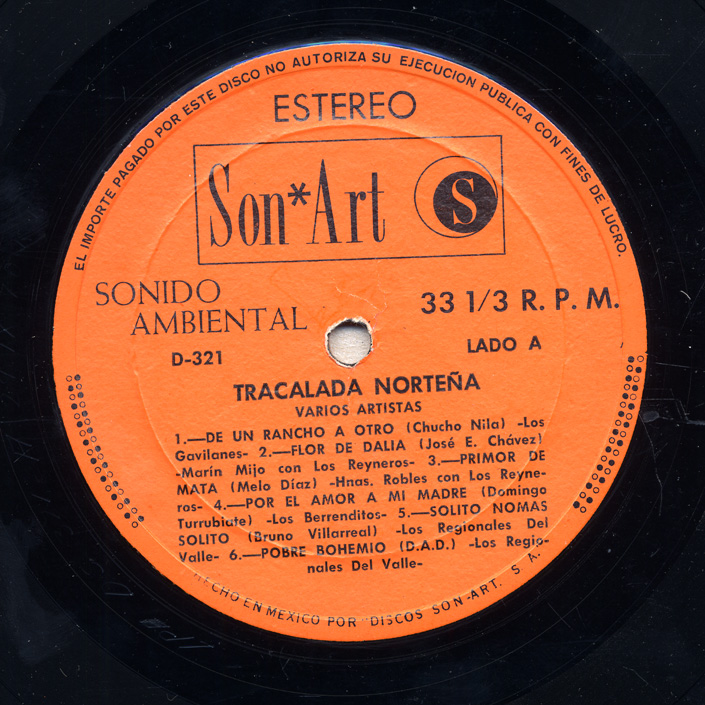 EL IMPORTE PAGADO POR ESTE DISCO NO AUTORIZA SU EJECUCION PUBLICA CON FINES DE LUCRO.
ESTEREO
Son*Art S
SONIDO
AMBIENTAL
33 1/3 R. P. M.
D-321
LADO A
TRACALADA NORTEÑA
VARIOS ARTISTAS
1.—DE UN RANCHO A OTRO (Chucho Nila) -Los
Gavilanes- 2.—FLOR DE DALIA (José E. Chávez)
-Marín Mijo con Los Reyneros- 3.—PRIMOR DE
MATA (Melo Díaz) -Hnas. Robles con Los Reyne-
ros- 4.—POR EL AMOR A MI MADRE (Domingo
Turrubiate) -Los Berrenditos- 5.—SOLITO NOMAS
SOLITO (Bruno Villarreal) -Los Regionales Del
Valle- 6.—POBRE BOHEMIO (D.A.D.) -Los Regio-
nales Del Valle-
HECHO EN MEXICO POR "DISCOS SON-ART. S. A.